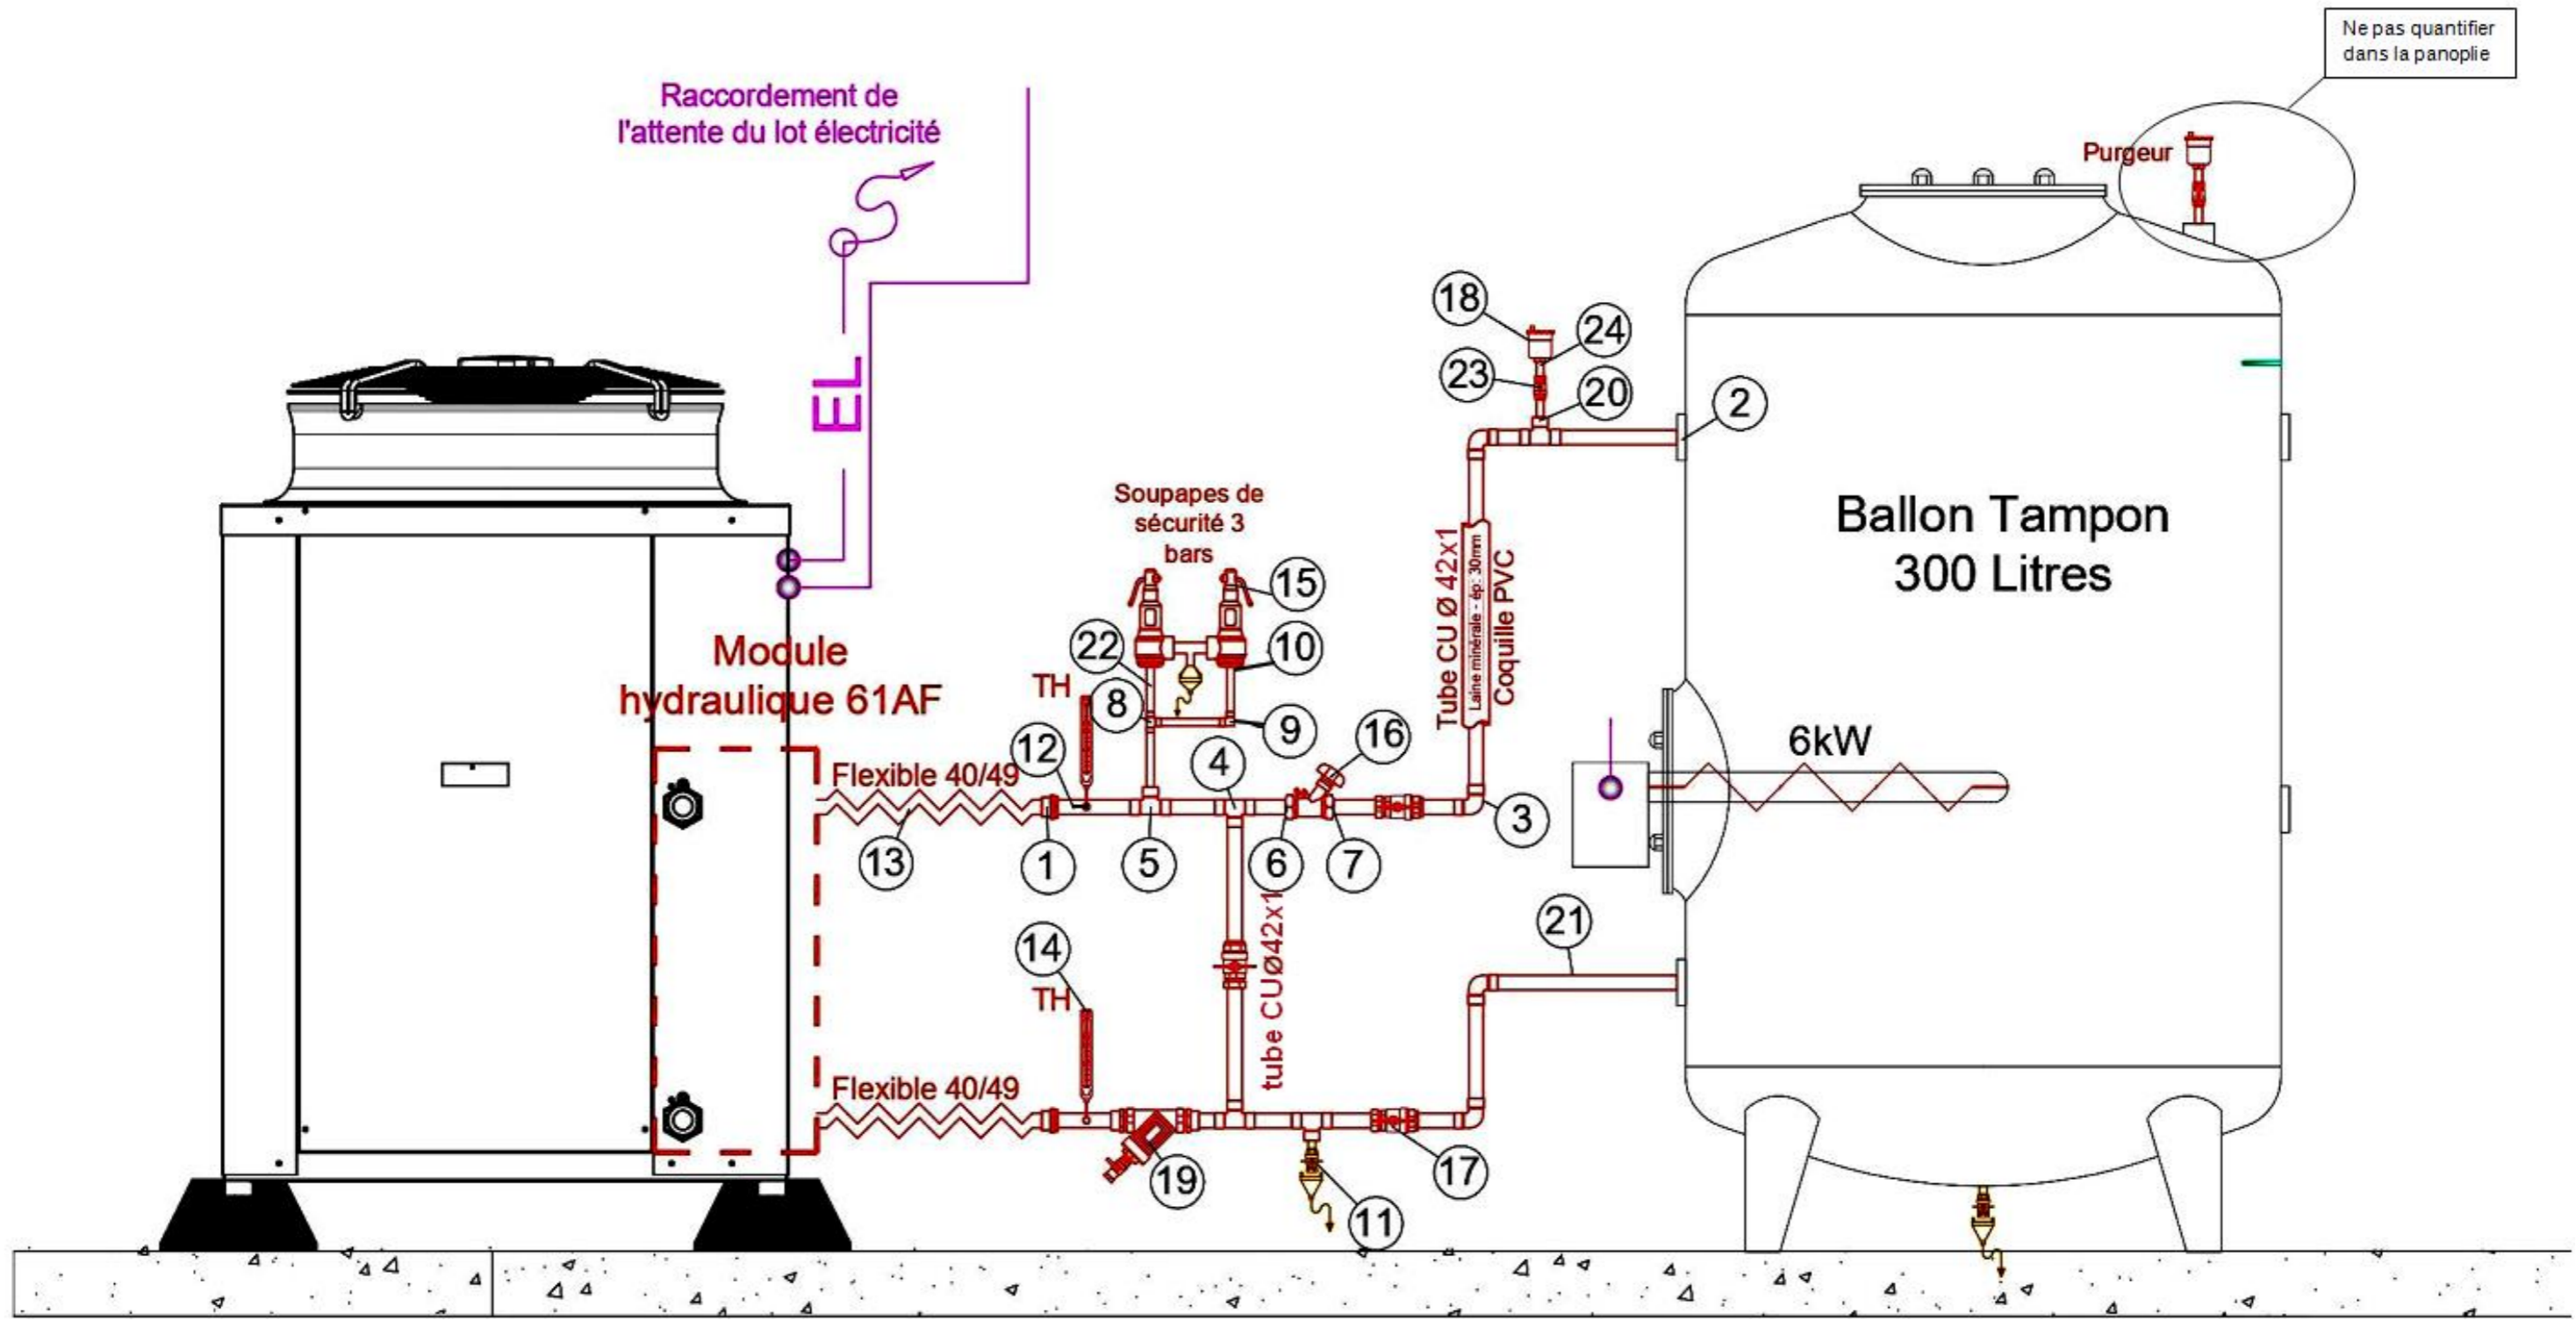 Ne pas quantifier
dans la panoplie
Raccordement de
l'attente du lot électricité
Purgeur
EL
18
24
23
20
2
Soupapes de
sécurité 3
bars
15
22
10
TH
8
9
12
4
16
Tube CU Ø 42x1
Laine minérale - ép: 30mm
Coquille PVC
Ballon Tampon
300 Litres
Module
hydraulique 61AF
Flexible 40/49
6kW
13
1
5
6
7
3
21
14
TH
tube CUØ42x1
Flexible 40/49
19
17
11